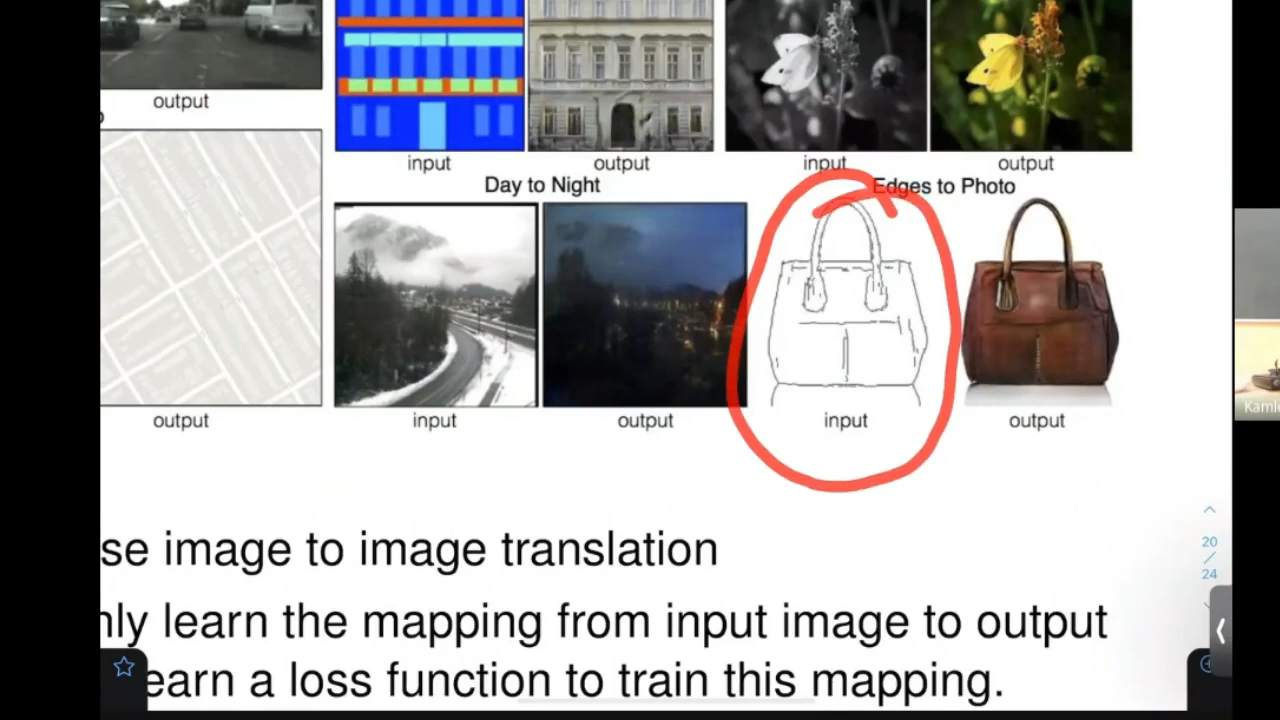 output
input
output
input
output
Day to Night
Edges to Photo
output
input
output
input
output
se image to image translation
learn the mapping from input image to output
earn a loss function to train this mapping.
20
/
24